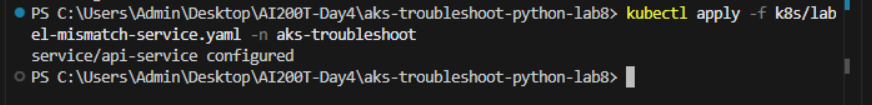 PS C:\Users\Admin\Desktop\AI200T-Day4\aks-troubleshoot-python-lab8> kubectl apply -f k8s/lab
el-mismatch-service.yaml -n aks-troubleshoot
service/api-service configured
PS C:\Users\Admin\Desktop\AI200T-Day4\aks-troubleshoot-python-lab8>